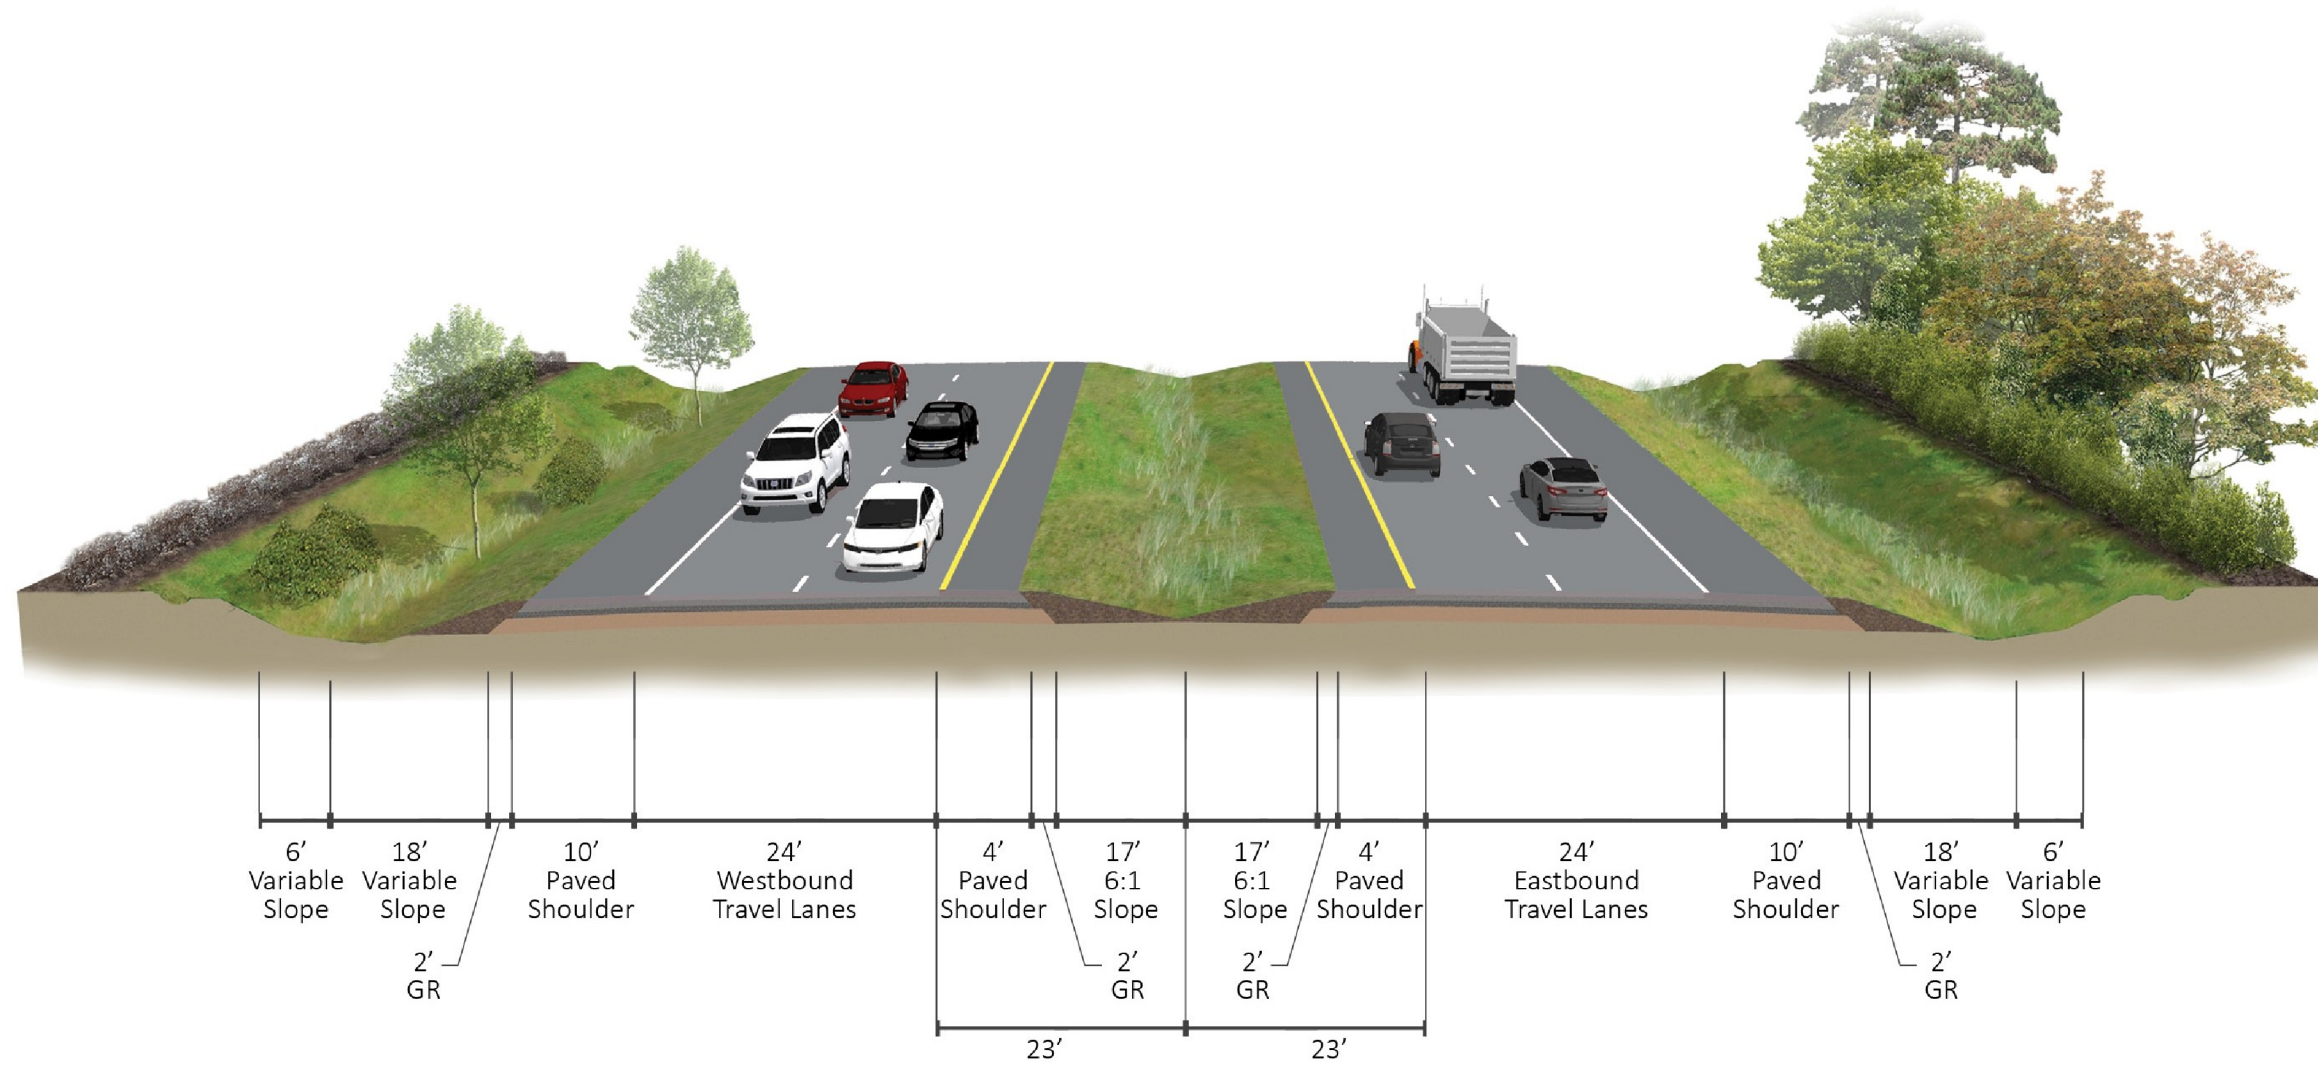 6’
Variable
Slope
18’
Variable
Slope
2’
GR
10’
Paved
Shoulder
24’
Westbound
Travel Lanes
4’
Paved
Shoulder
2’
GR
17’
6:1
Slope
17’
6:1
Slope
2’
GR
4’
Paved
Shoulder
24’
Eastbound
Travel Lanes
10’
Paved
Shoulder
2’
GR
18’
Variable
Slope
6’
Variable
Slope
23’
23’